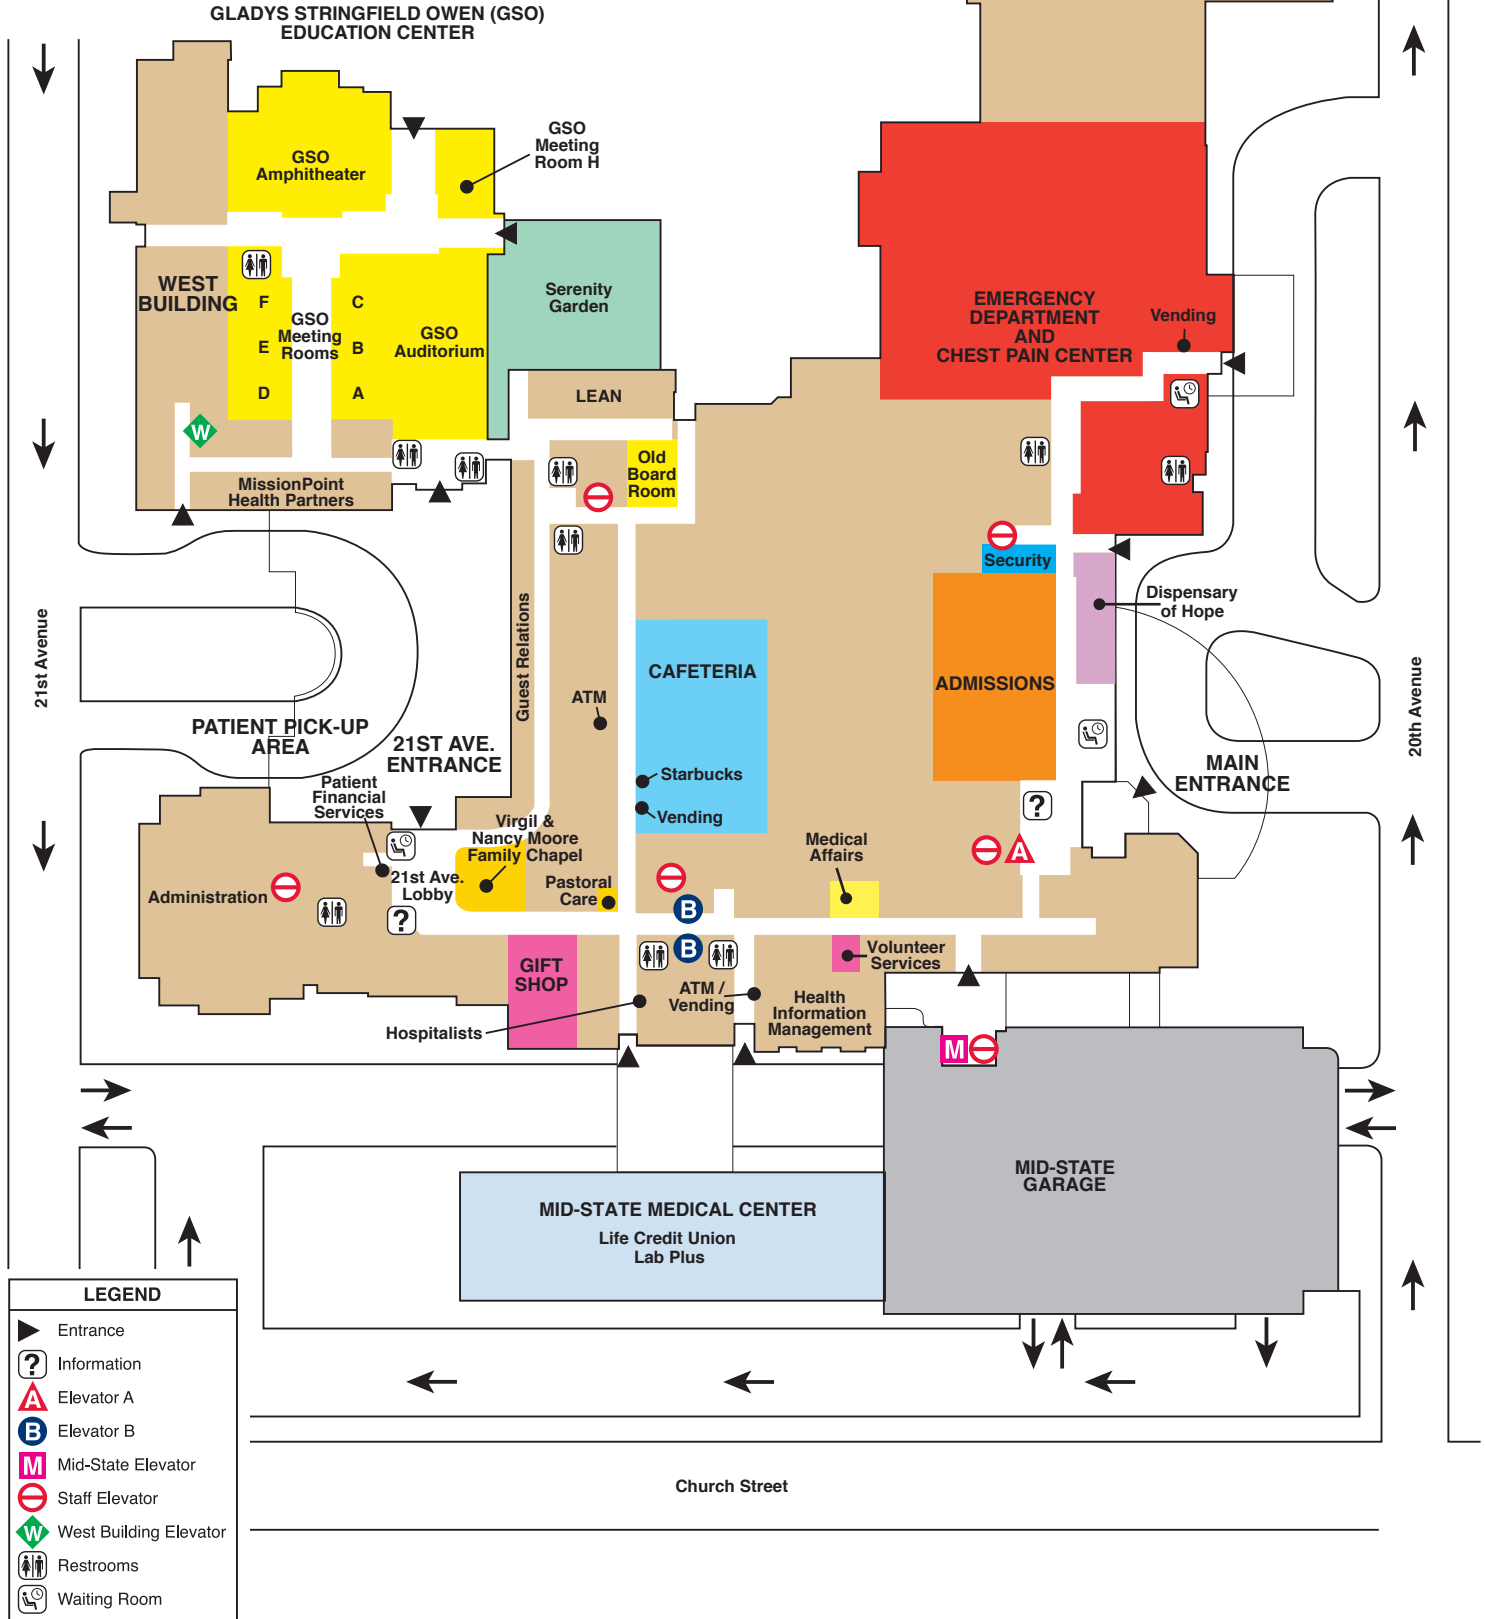 GLADYS STRINGFIELD OWEN (GSO)
EDUCATION CENTER
GSO
Amphitheater
GSO
Meeting
Room H
WEST
BUILDING
F
E
D
GSO
Meeting
Rooms
C
B
A
GSO
Auditorium
Serenity
Garden
LEAN
W
MissionPoint
Health Partners
Old
Board
Room
EMERGENCY
DEPARTMENT
AND
CHEST PAIN CENTER
Vending
Security
Dispensary
of Hope
ADMISSIONS
CAFETERIA
Starbucks
Vending
ATM
Guest Relations
21st Avenue
20th Avenue
PATIENT PICK-UP
AREA
21ST AVE.
ENTRANCE
MAIN
ENTRANCE
Patient
Financial
Services
Virgil &
Nancy Moore
Family Chapel
21st Ave.
Lobby
Pastoral
Care
Administration
?
?
A
Medical
Affairs
B
B
Volunteer
Services
GIFT
SHOP
ATM /
Vending
Health
Information
Management
Hospitalists
M
MID-STATE
GARAGE
MID-STATE MEDICAL CENTER
Life Credit Union
Lab Plus
Church Street
LEGEND
Entrance
? Information
A Elevator A
B Elevator B
M Mid-State Elevator
Staff Elevator
W West Building Elevator
Restrooms
Waiting Room